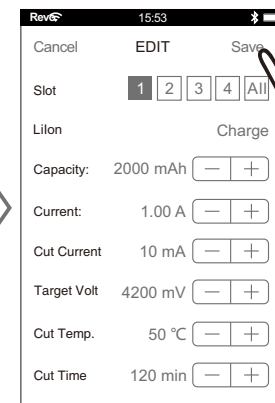 Rev 15:53
Cancel EDIT Save
Slot 1 2 3 4 All
LiIon Charge
Capacity: 2000 mAh — +
Current: 1.00 A — +
Cut Current 10 mA — +
Target Volt 4200 mV — +
Cut Temp. 50 ℃ — +
Cut Time 120 min — +